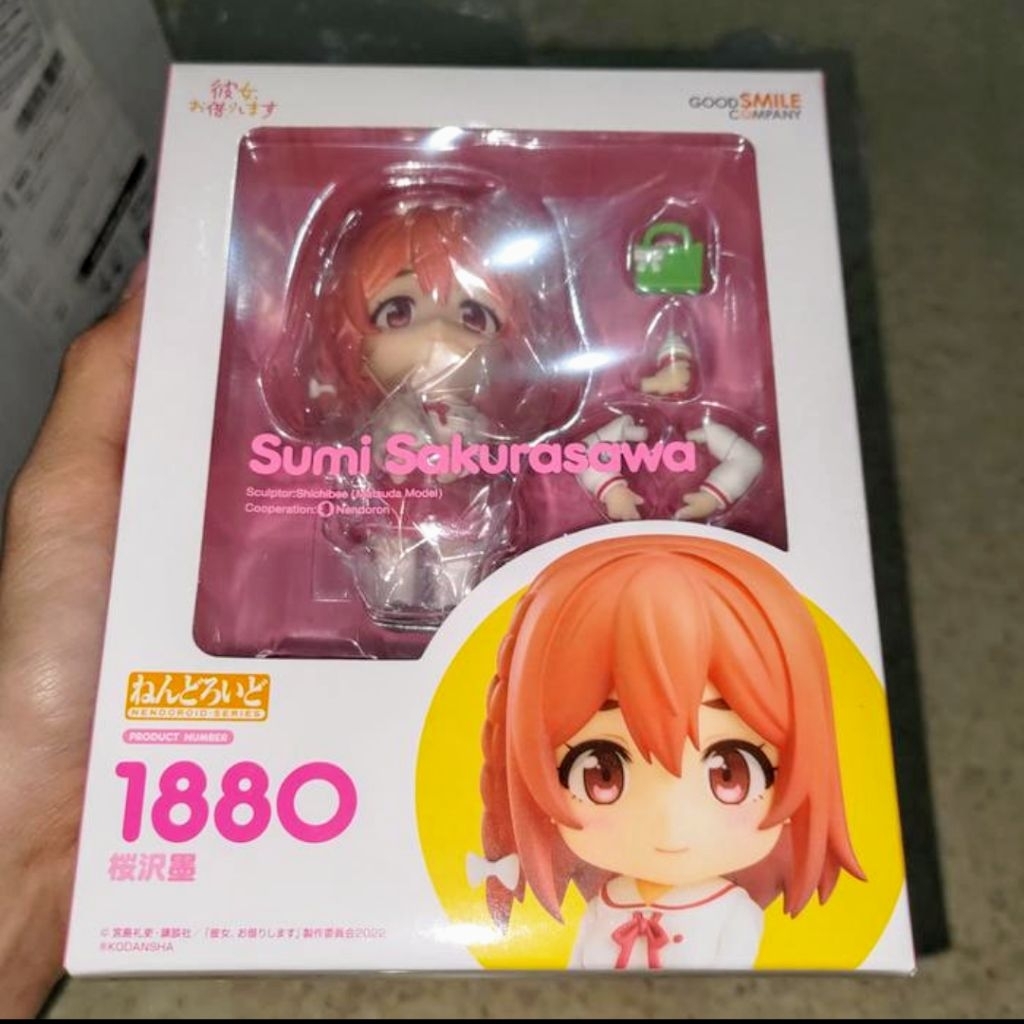 彼女、
お借りします
GOOD SMILE
COMPANY
Sumi Sakurasawa
Sculptor:Shichibee (Matsuda Model)
Cooperation: Nendoron
ねんどろいど
NENDOROID SERIES
PRODUCT NUMBER
1880
桜沢墨
© 宮島礼吏・講談社／「彼女、お借りします」製作委員会2022
®KODANSHA